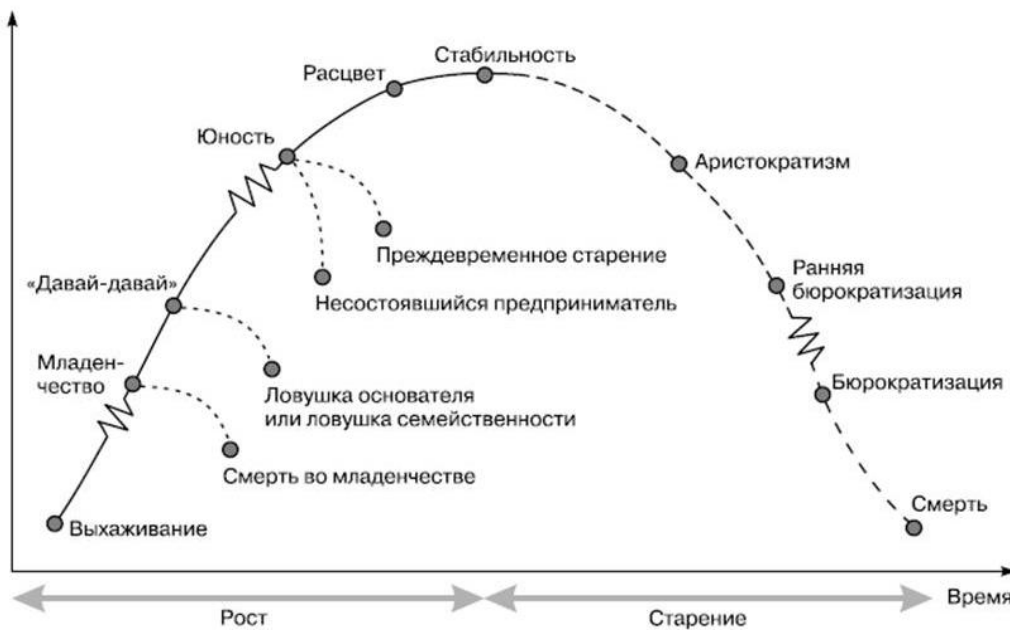 Стабильность
Расцвет
Юность
Аристократизм
Преждевременное старение
«Давай-давай»
Несостоявшийся предприниматель
Ранняя
бюрократизация
Младен-
чество
Ловушка основателя
или ловушка семейственности
Бюрократизация
Смерть во младенчестве
Выхаживание
Смерть
Время
Рост
Старение